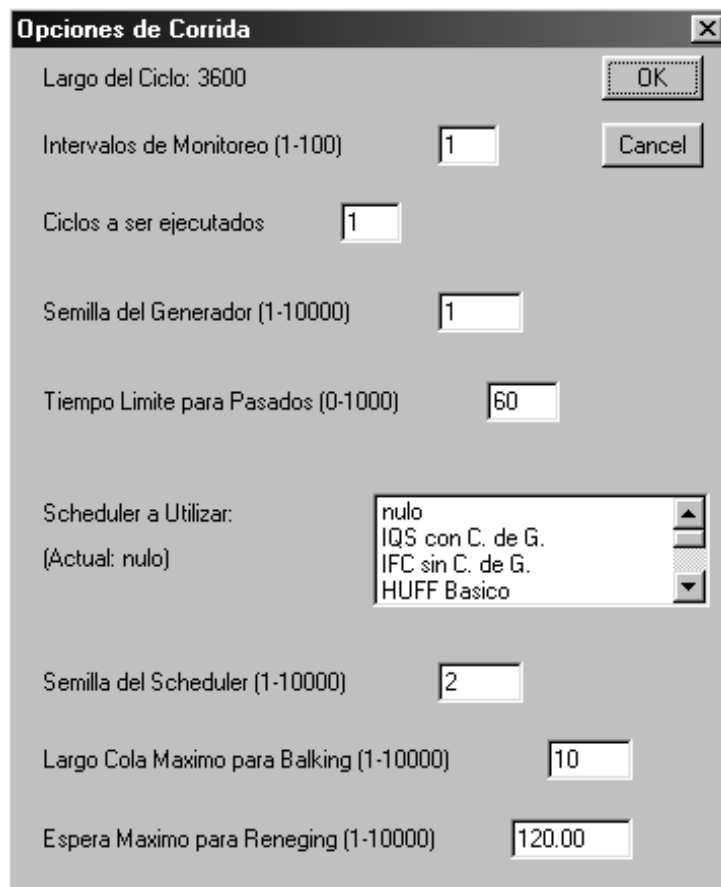 Opciones de Corrida
Largo del Ciclo: 3600
OK
Intervalos de Monitoreo (1-100) 1
Cancel
Ciclos a ser ejecutados 1
Semilla del Generador (1-10000) 1
Tiempo Limite para Pasados (0-1000) 60
Scheduler a Utilizar:
(Actual: nulo)
nulo
IQS con C. de G.
IFC sin C. de G.
HUFF Basico
Semilla del Scheduler (1-10000) 2
Largo Cola Maximo para Balking (1-10000) 10
Espera Maximo para Reneging (1-10000) 120.00